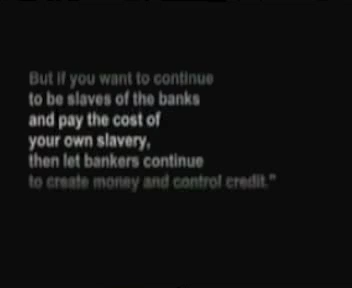 But if you want to continue
to be slaves of the banks
and pay the cost of
your own slavery,
then let bankers continue
to create money and control credit."